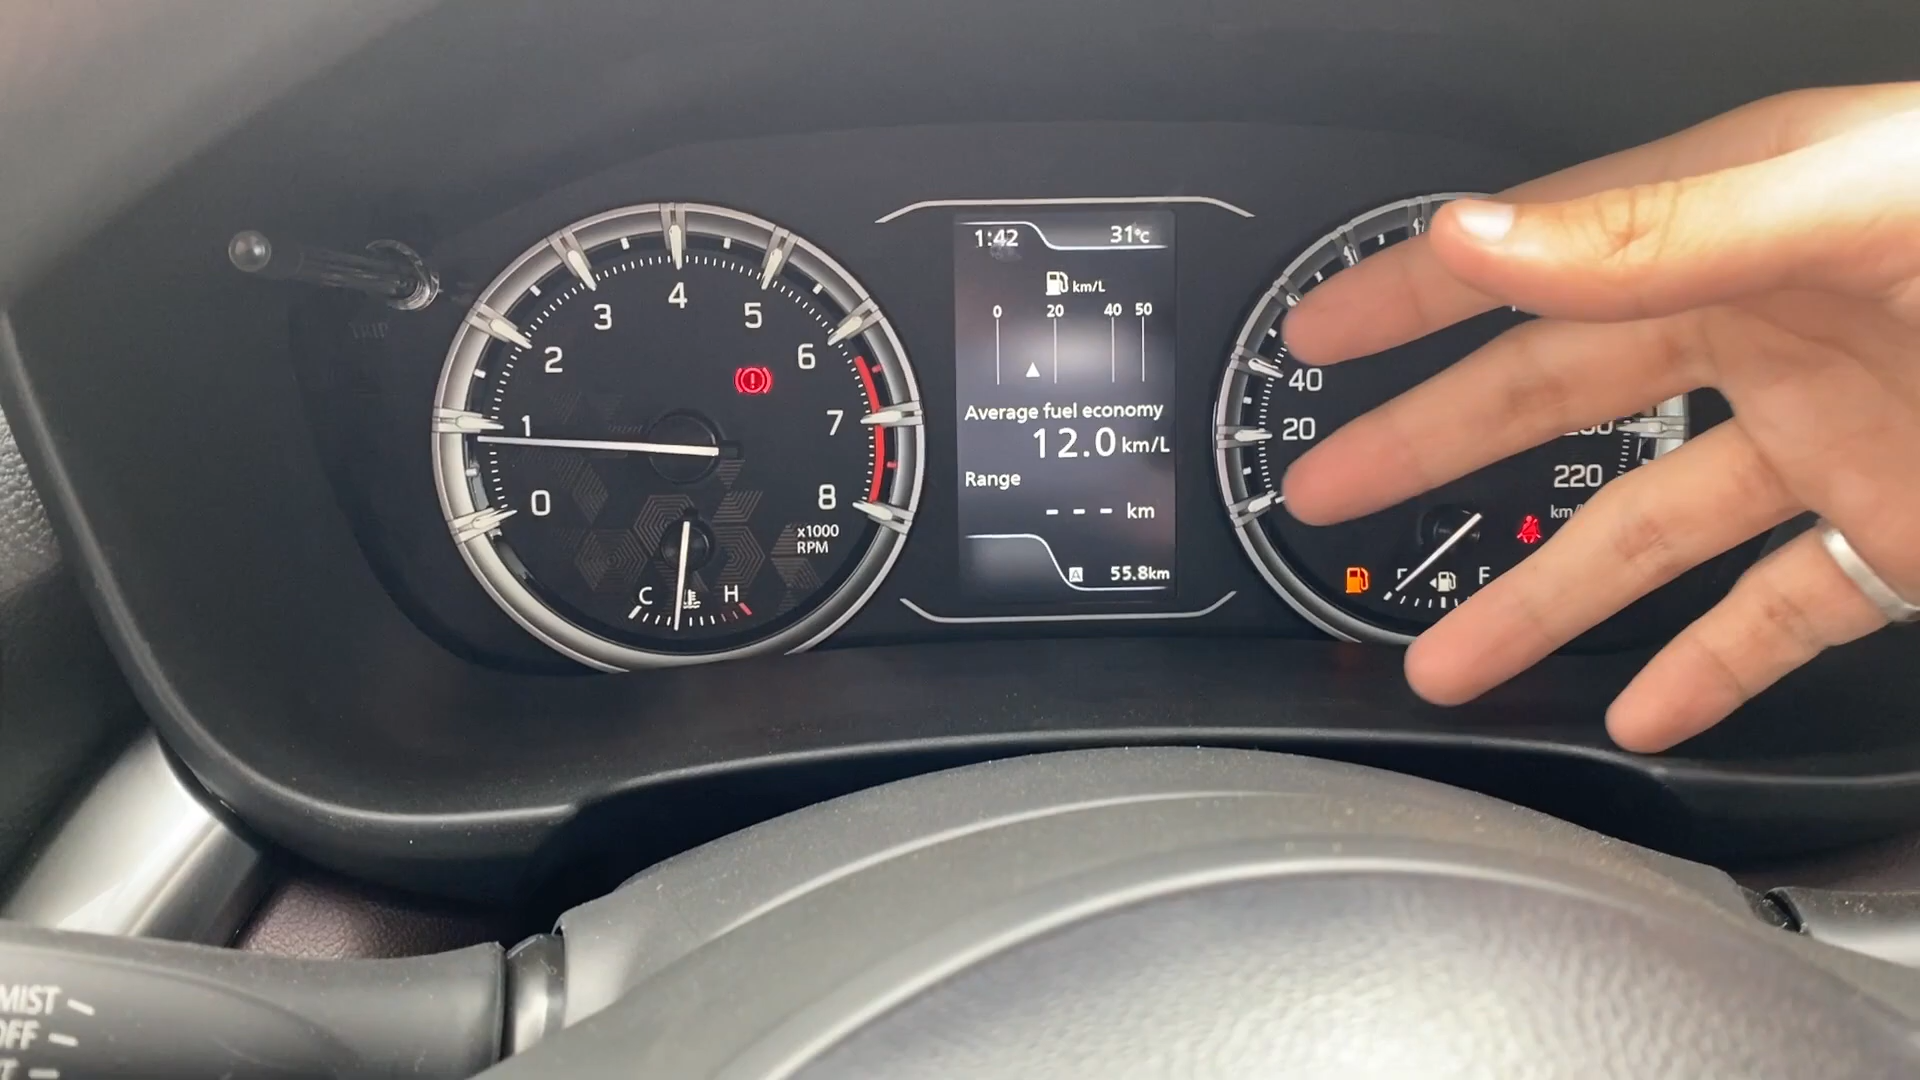 TRIP
0
1
2
3
4
5
6
7
8
x1000
RPM
C
H
1:42
31°C
km/L
0 20 40 50
Average fuel economy
12.0 km/L
Range
--- km
A 55.8km
40
20
220
F
MIST
OFF